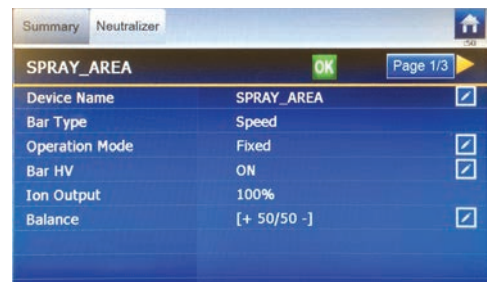 Summary Neutralizer
:50
SPRAY_AREA OK Page 1/3
Device Name SPRAY_AREA
Bar Type Speed
Operation Mode Fixed
Bar HV ON
Ion Output 100%
Balance [+ 50/50 -]